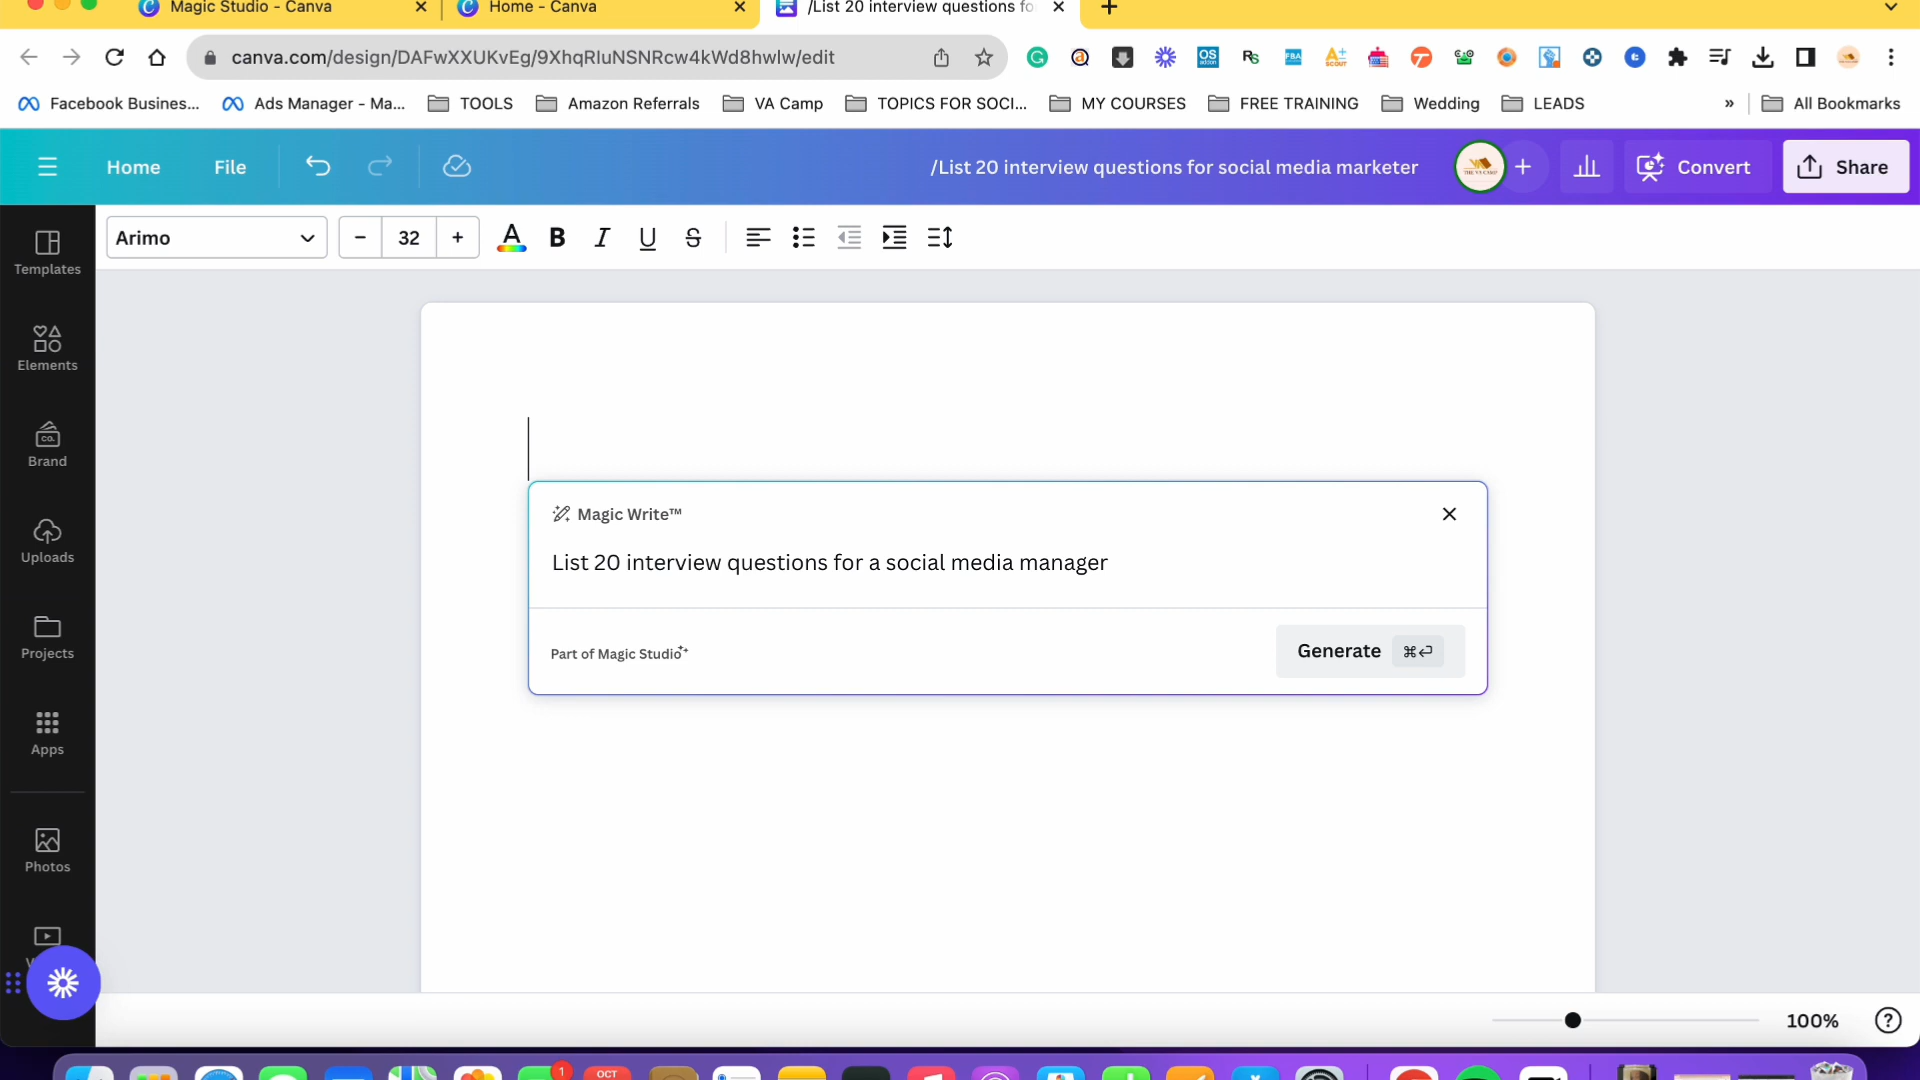 Magic Studio - Canva
Home - Canva
/List 20 interview questions fo
canva.com/design/DAFwXXUKvEg/9XhqRluNSNRcw4kWd8hwlw/edit
Facebook Busines...
Ads Manager - Ma...
TOOLS
Amazon Referrals
VA Camp
TOPICS FOR SOCI...
MY COURSES
FREE TRAINING
Wedding
LEADS
»
All Bookmarks
Home
File
/List 20 interview questions for social media marketer
Convert
Share
Arimo
32
Templates
Elements
Brand
Uploads
Projects
Apps
Photos
Magic Write™
List 20 interview questions for a social media manager
Part of Magic Studio
Generate ⌘⏎
100%
1
OCT